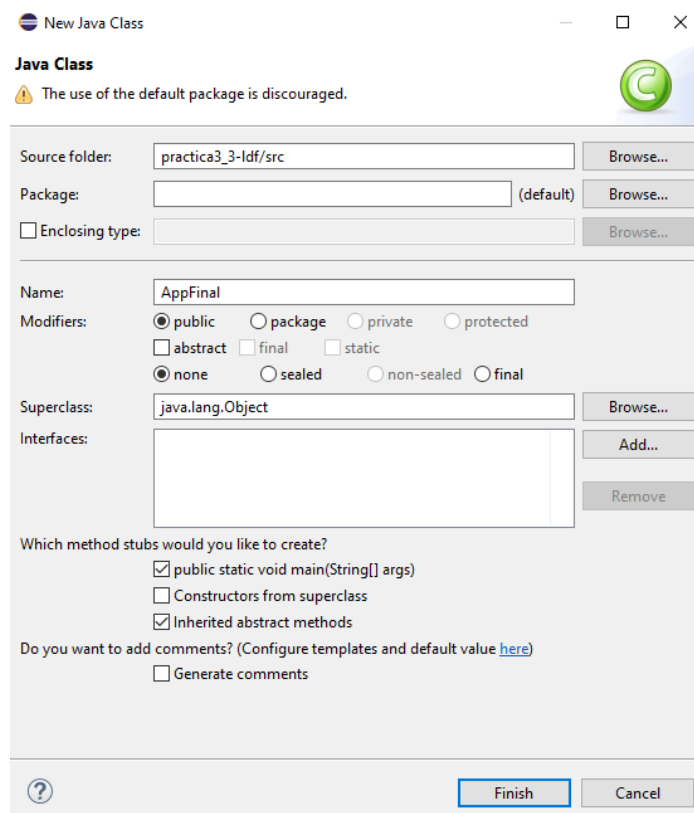 New Java Class
Java Class
The use of the default package is discouraged.
C
Source folder: practica3_3-ldf/src Browse...
Package: (default) Browse...
Enclosing type: Browse...
Name: AppFinal
Modifiers: public package private protected
abstract final static
none sealed non-sealed final
Superclass: java.lang.Object Browse...
Interfaces: Add...
Remove
Which method stubs would you like to create?
public static void main(String[] args)
Constructors from superclass
Inherited abstract methods
Do you want to add comments? (Configure templates and default value here)
Generate comments
? Finish Cancel